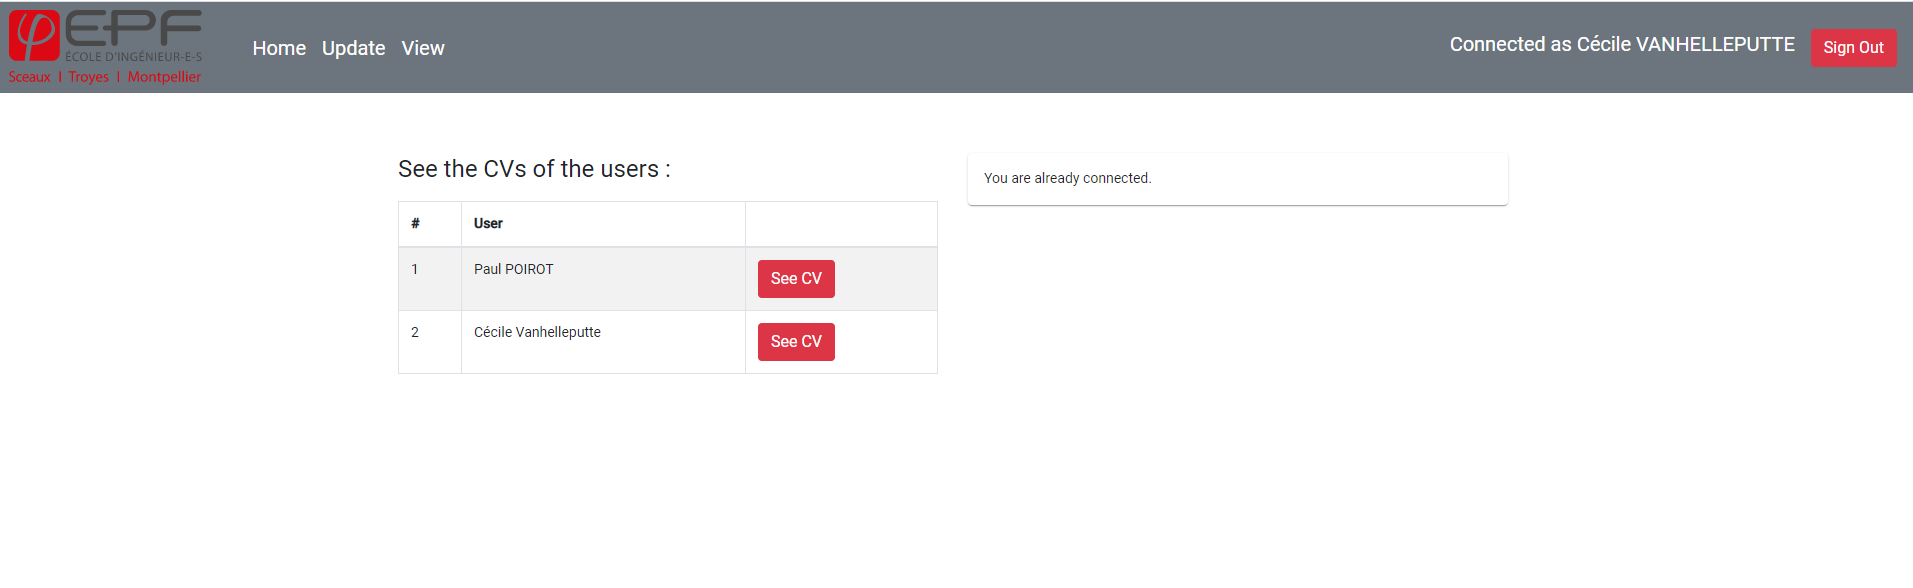 EPF
ÉCOLE D'INGÉNIEUR-E-S
Sceaux | Troyes | Montpellier
Home Update View
Connected as Cécile VANHELLEPUTTE Sign Out
See the CVs of the users :
# User
1 Paul POIROT See CV
2 Cécile Vanhelleputte See CV
You are already connected.